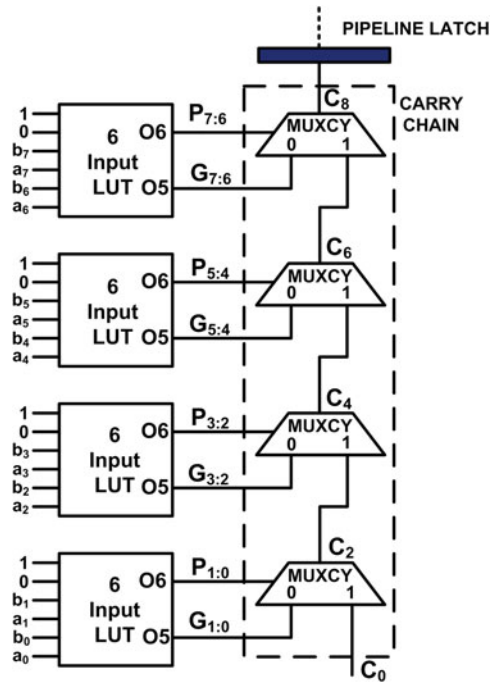 PIPELINE LATCH
CARRY
CHAIN
C8
MUXCY
0 1
P7:6
G7:6
1
0
b7
a7
b6
a6
6
Input
LUT
O6
O5
C6
MUXCY
0 1
P5:4
G5:4
1
0
b5
a5
b4
a4
6
Input
LUT
O6
O5
C4
MUXCY
0 1
P3:2
G3:2
1
0
b3
a3
b2
a2
6
Input
LUT
O6
O5
C2
MUXCY
0 1
P1:0
G1:0
1
0
b1
a1
b0
a0
6
Input
LUT
O6
O5
C0